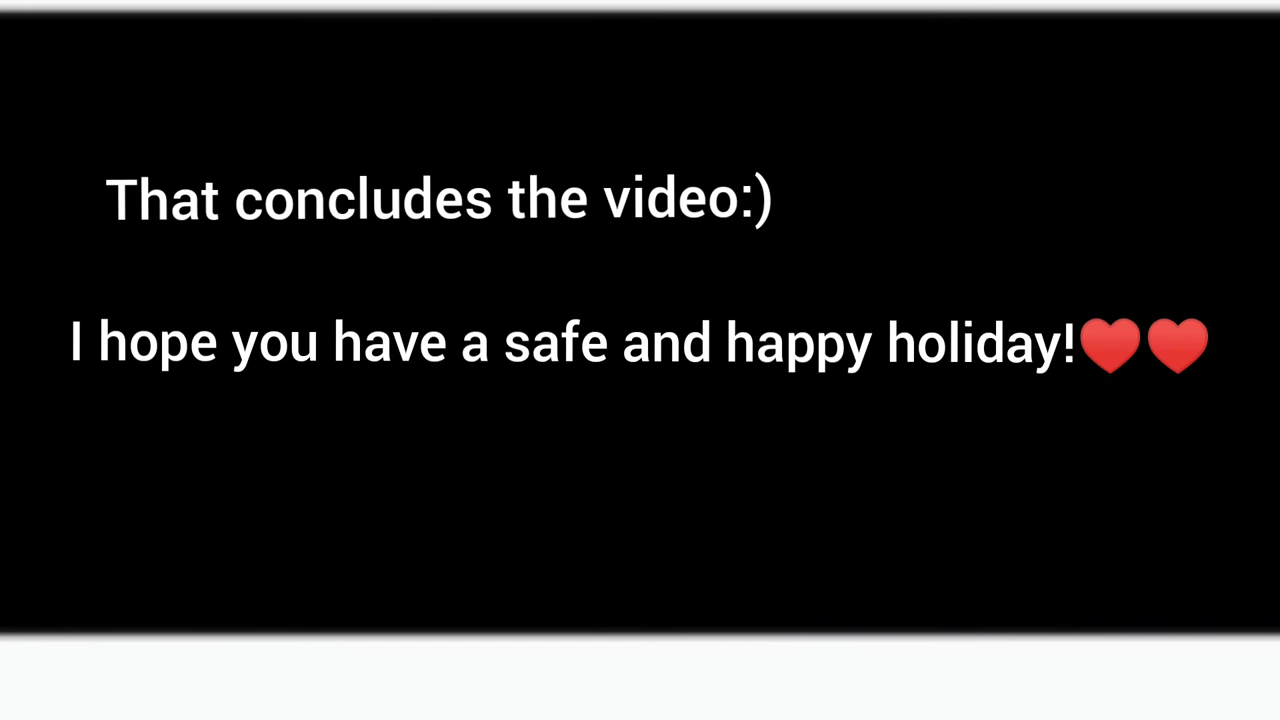 That concludes the video:)
I hope you have a safe and happy holiday!♥️♥️